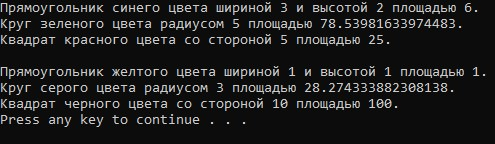 Прямоугольник синего цвета шириной 3 и высотой 2 площадью 6.
Круг зеленого цвета радиусом 5 площадью 78.53981633974483.
Квадрат красного цвета со стороной 5 площадью 25.
Прямоугольник желтого цвета шириной 1 и высотой 1 площадью 1.
Круг серого цвета радиусом 3 площадью 28.274333882308138.
Квадрат черного цвета со стороной 10 площадью 100.
Press any key to continue . . .